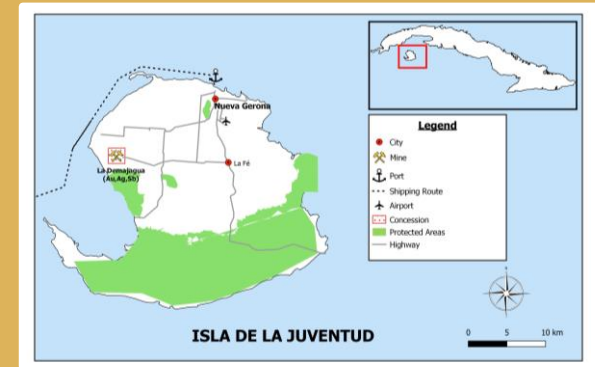 Nueva Gerona
La Fé
La Demajagua
(Au,Ag,Sb)
ISLA DE LA JUVENTUD
Legend
City
Mine
Port
Shipping Route
Airport
Concession
Protected Areas
Highway
0 5 10 km